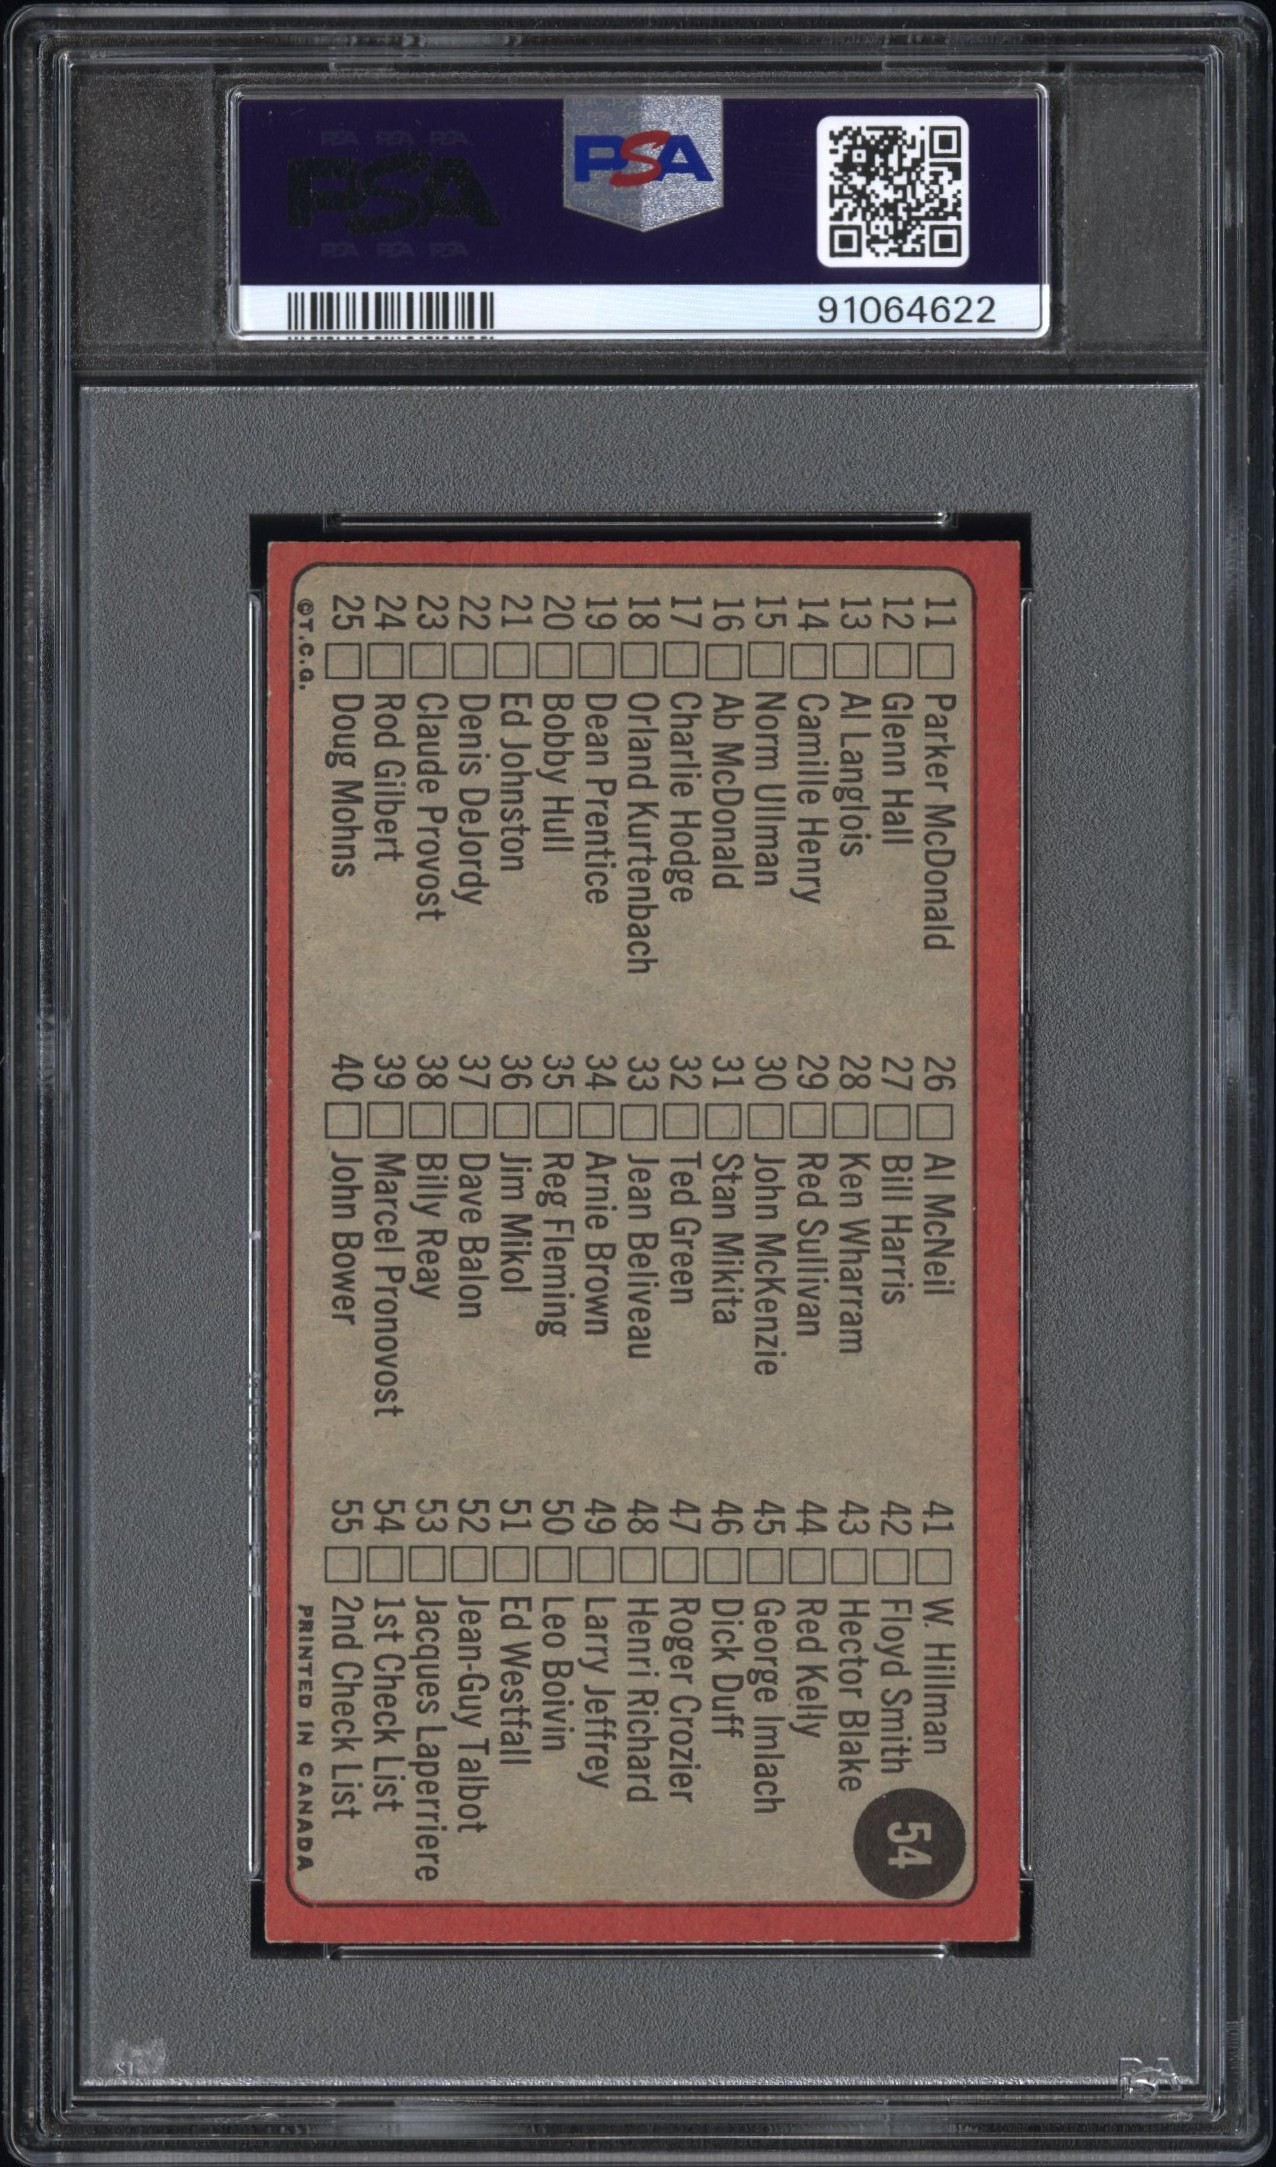 PSA
PSA
91064622
11 Parker McDonald
12 Glenn Hall
13 Al Langlois
14 Camille Henry
15 Norm Ullman
16 Ab McDonald
17 Charlie Hodge
18 Orland Kurtenbach
19 Dean Prentice
20 Bobby Hull
21 Ed Johnston
22 Denis DeJordy
23 Claude Provost
24 Rod Gilbert
25 Doug Mohns
©T.C.G.
26 Al McNeil
27 Bill Harris
28 Ken Wharram
29 Red Sullivan
30 John McKenzie
31 Stan Mikita
32 Ted Green
33 Jean Beliveau
34 Arnie Brown
35 Reg Fleming
36 Jim Mikol
37 Dave Balon
38 Billy Reay
39 Marcel Pronovost
40 John Bower
41 W. Hillman
42 Floyd Smith
43 Hector Blake
44 Red Kelly
45 George Imlach
46 Dick Duff
47 Roger Crozier
48 Henri Richard
49 Larry Jeffrey
50 Leo Boivin
51 Ed Westfall
52 Jean-Guy Talbot
53 Jacques Laperriere
54 1st Check List
55 2nd Check List
54
PRINTED IN CANADA
PSA